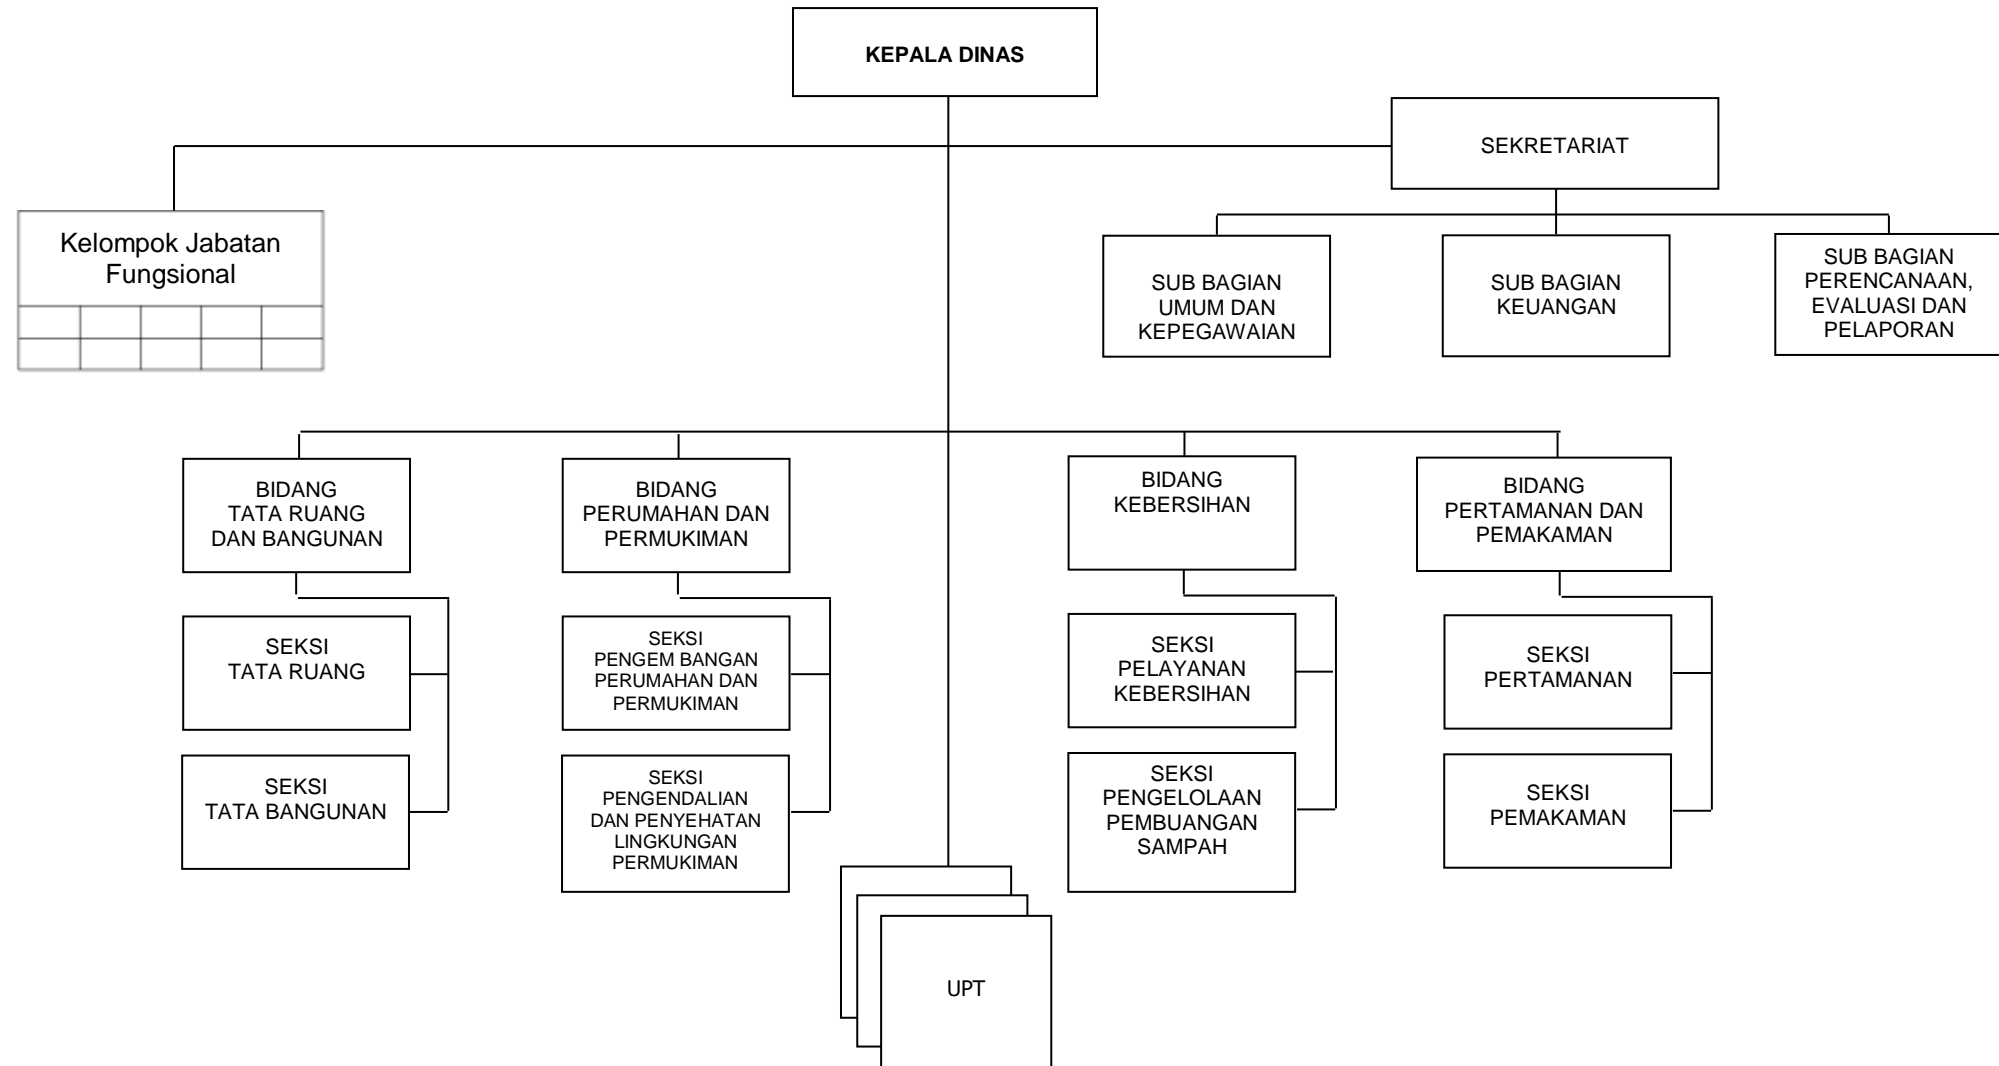 KEPALA DINAS
SEKRETARIAT
Kelompok Jabatan
Fungsional
SUB BAGIAN
UMUM DAN
KEPEGAWAIAN
SUB BAGIAN
KEUANGAN
SUB BAGIAN
PERENCANAAN,
EVALUASI DAN
PELAPORAN
BIDANG
TATA RUANG
DAN BANGUNAN
BIDANG
PERUMAHAN DAN
PERMUKIMAN
BIDANG
KEBERSIHAN
BIDANG
PERTAMANAN DAN
PEMAKAMAN
SEKSI
TATA RUANG
SEKSI
PENGEM BANGAN
PERUMAHAN DAN
PERMUKIMAN
SEKSI
PELAYANAN
KEBERSIHAN
SEKSI
PERTAMANAN
SEKSI
TATA BANGUNAN
SEKSI
PENGENDALIAN
DAN PENYEHATAN
LINGKUNGAN
PERMUKIMAN
SEKSI
PENGELOLAAN
PEMBUANGAN
SAMPAH
SEKSI
PEMAKAMAN
UPT